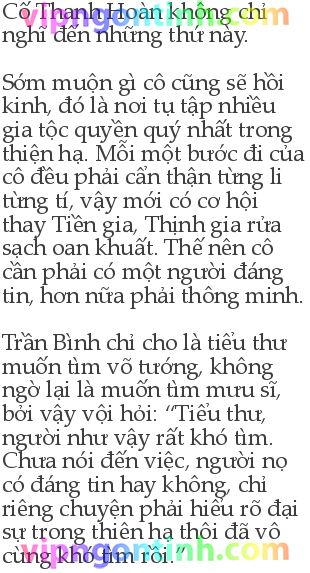 Cố Thanh Hoàn không chỉ
nghĩ đến những thứ này.
Sớm muộn gì cô cũng sẽ hồi
kinh, đó là nơi tụ tập nhiều
gia tộc quyền quý nhất trong
thiện hạ. Mỗi một bước đi của
cô đều phải cẩn thận từng li
từng tí, vậy mới có cơ hội
thay Tiền gia, Thịnh gia rửa
sạch oan khuất. Thế nên cô
cần phải có một người đáng
tin, hơn nữa phải thông minh.
Trần Bình chỉ cho là tiểu thư
muốn tìm võ tướng, không
ngờ lại là muốn tìm mưu sĩ,
bởi vậy vội hỏi: “Tiểu thư,
người như vậy rất khó tìm.
Chưa nói đến việc, người nọ
có đáng tin hay không, chỉ
riêng chuyện phải hiểu rõ đại
sự trong thiên hạ thôi đã vô
cùng khó tìm rồi.”
vipngontinh.com
vipngontinh.com